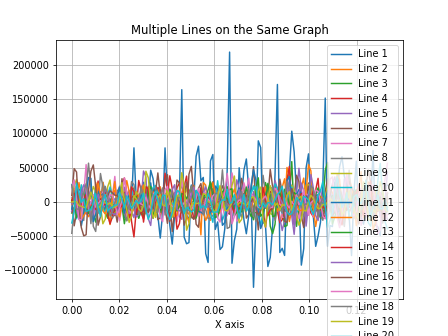 Multiple Lines on the Same Graph
200000
150000
100000
50000
0
−50000
−100000
0.00
0.02
0.04
0.06
0.08
0.10
X axis
Line 1
Line 2
Line 3
Line 4
Line 5
Line 6
Line 7
Line 8
Line 9
Line 10
Line 11
Line 12
Line 13
Line 14
Line 15
Line 16
Line 17
Line 18
Line 19
Line 20